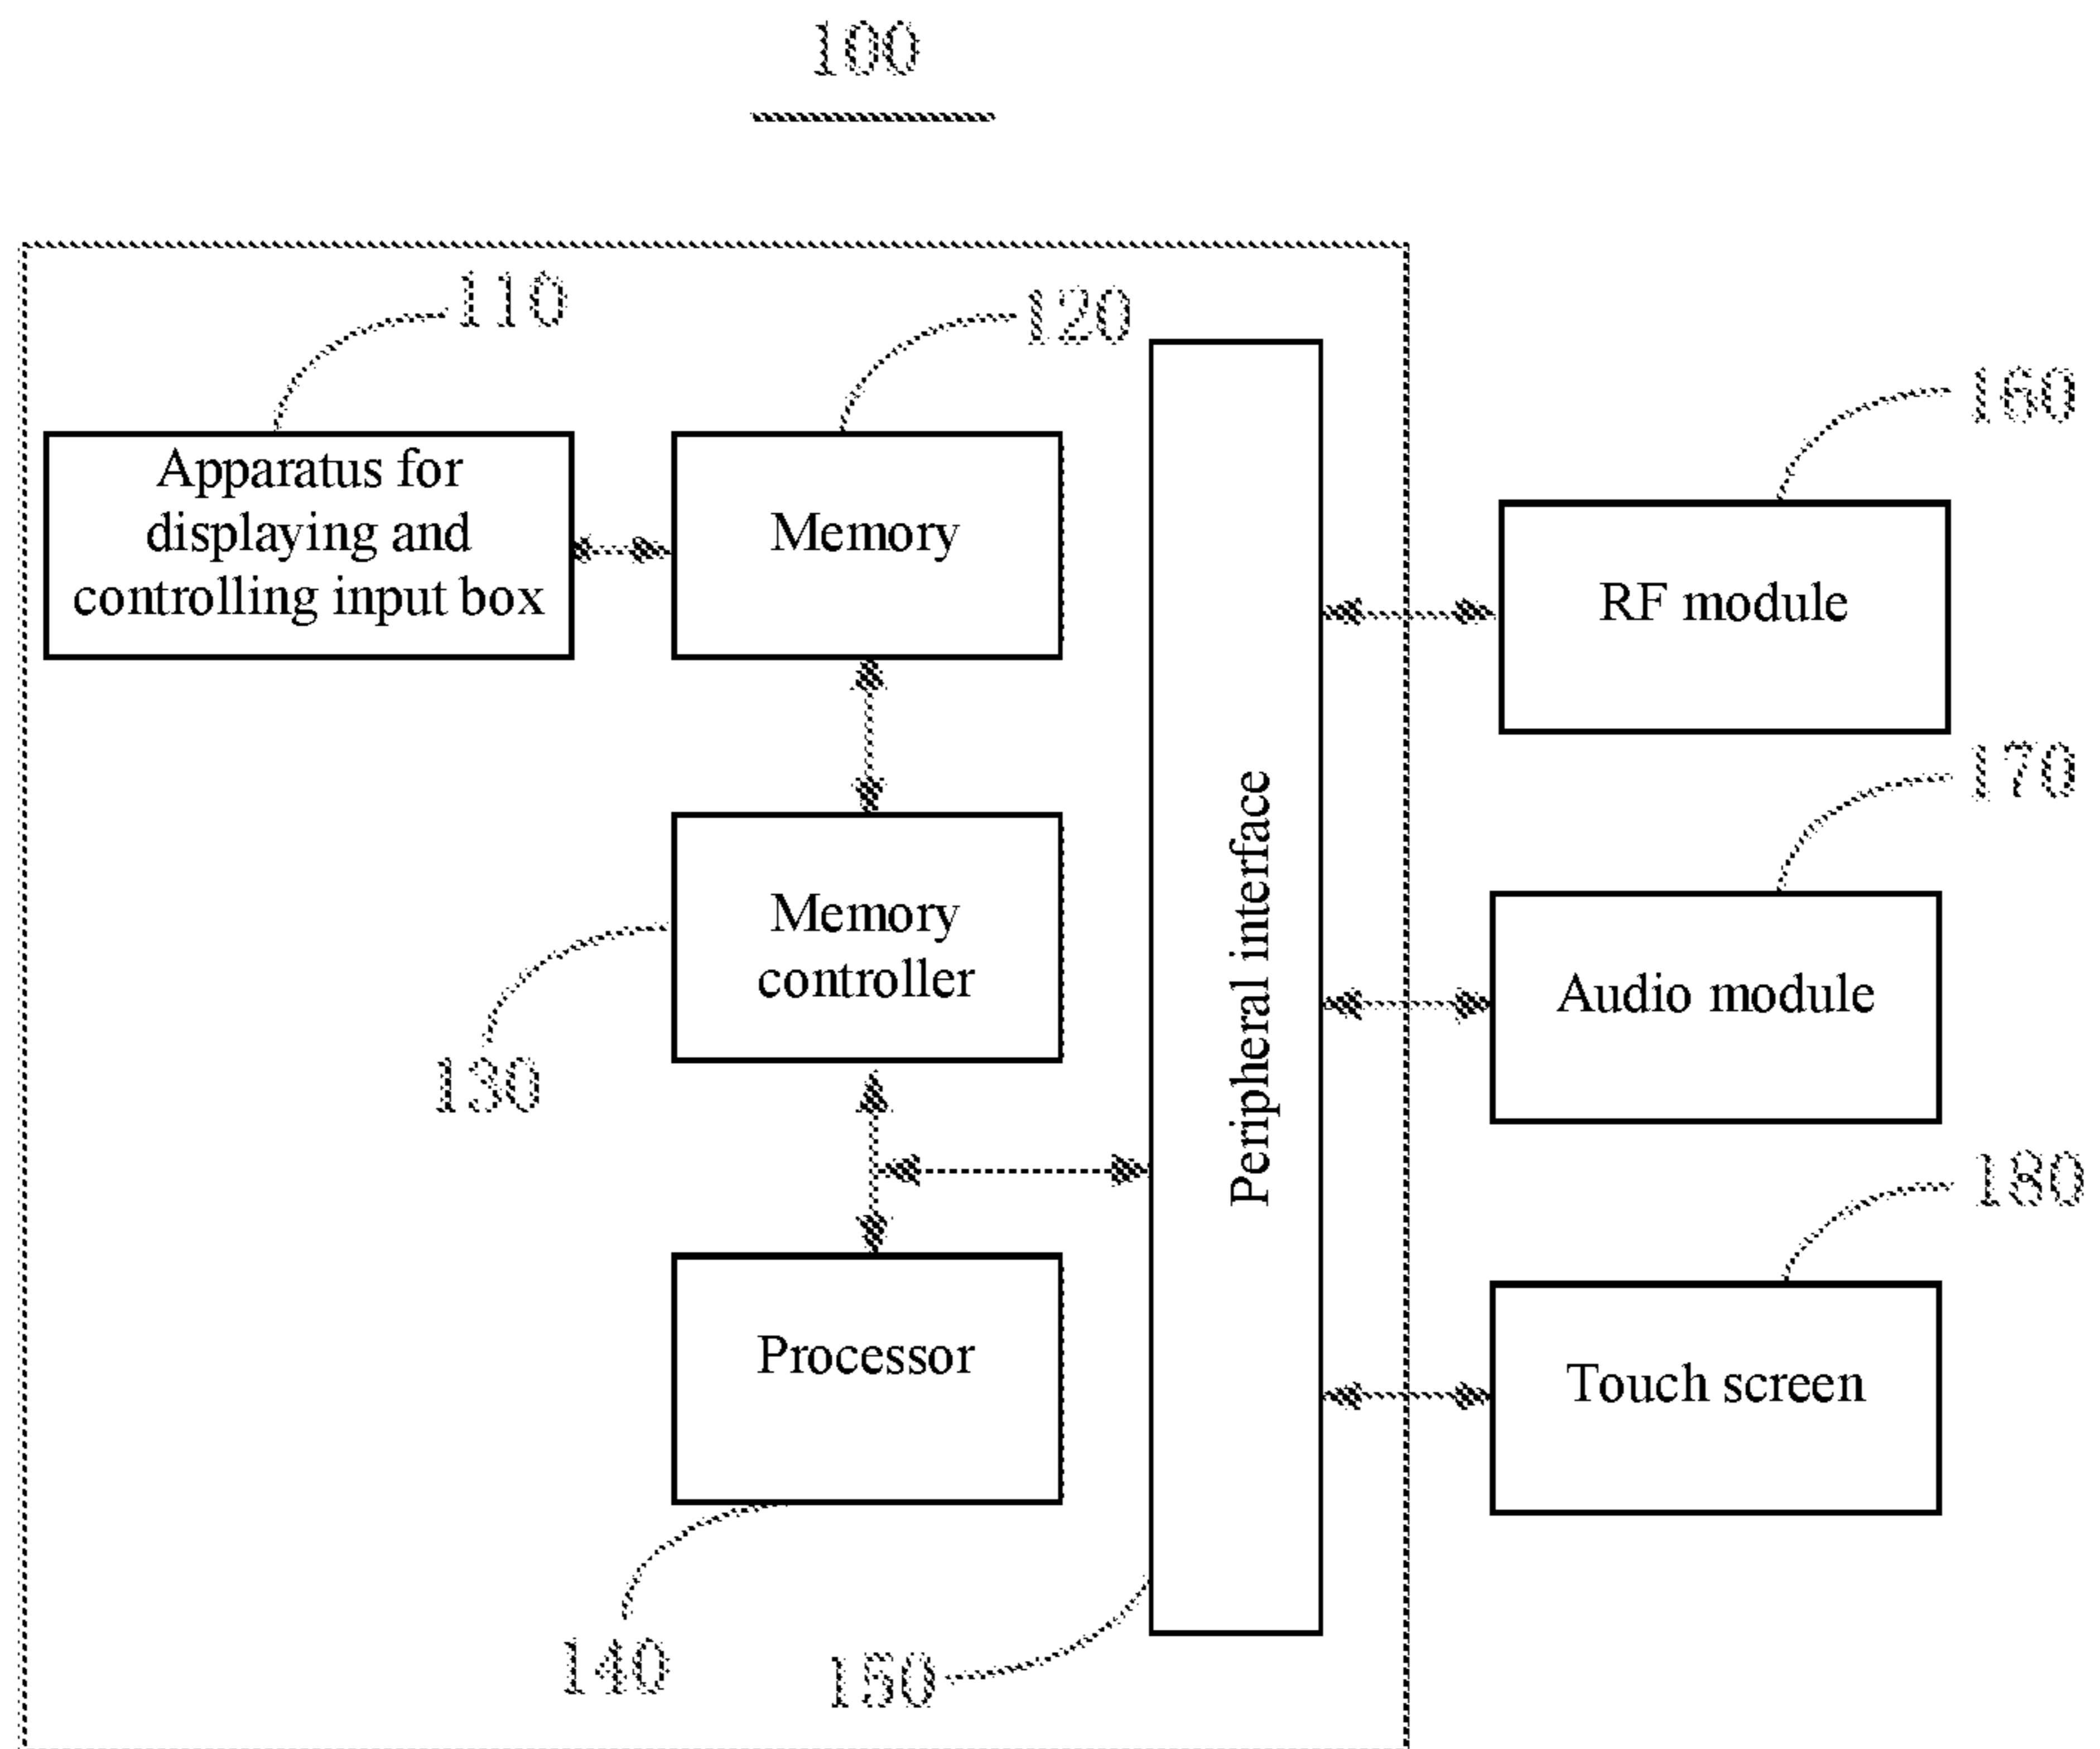 100
110
120
160
Apparatus for
displaying and
controlling input box
Memory
RF module
170
Memory
controller
Peripheral interface
Audio module
130
180
Processor
Touch screen
140
150